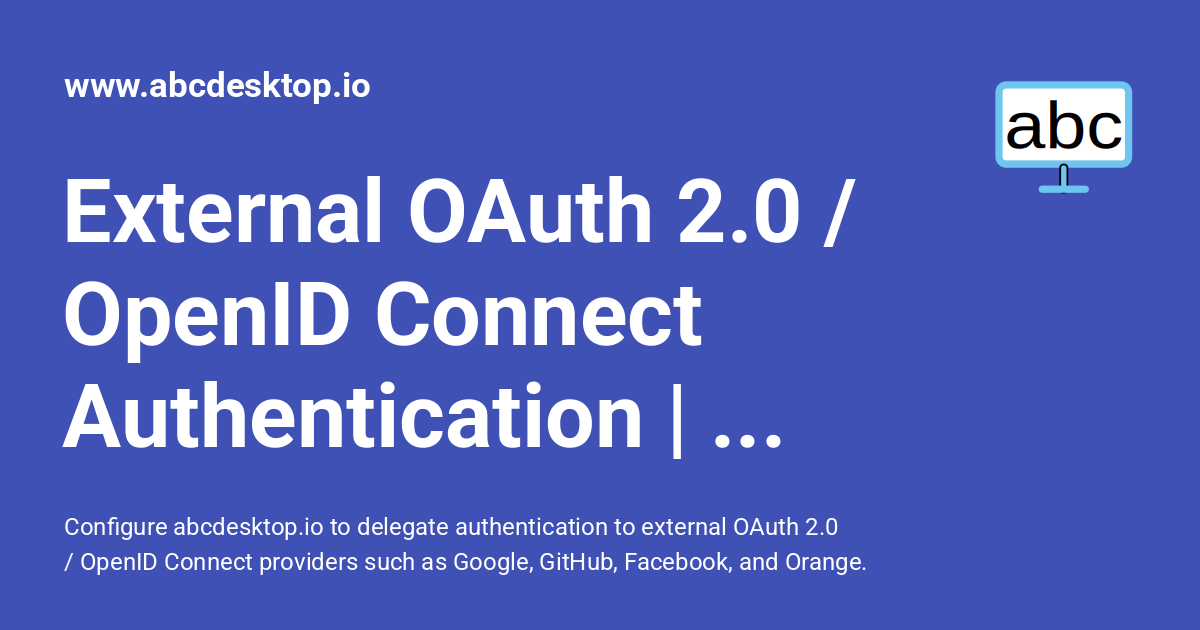 www.abcdesktop.io
abc
External OAuth 2.0 /
OpenID Connect
Authentication | ...
Configure abcdesktop.io to delegate authentication to external OAuth 2.0
/ OpenID Connect providers such as Google, GitHub, Facebook, and Orange.